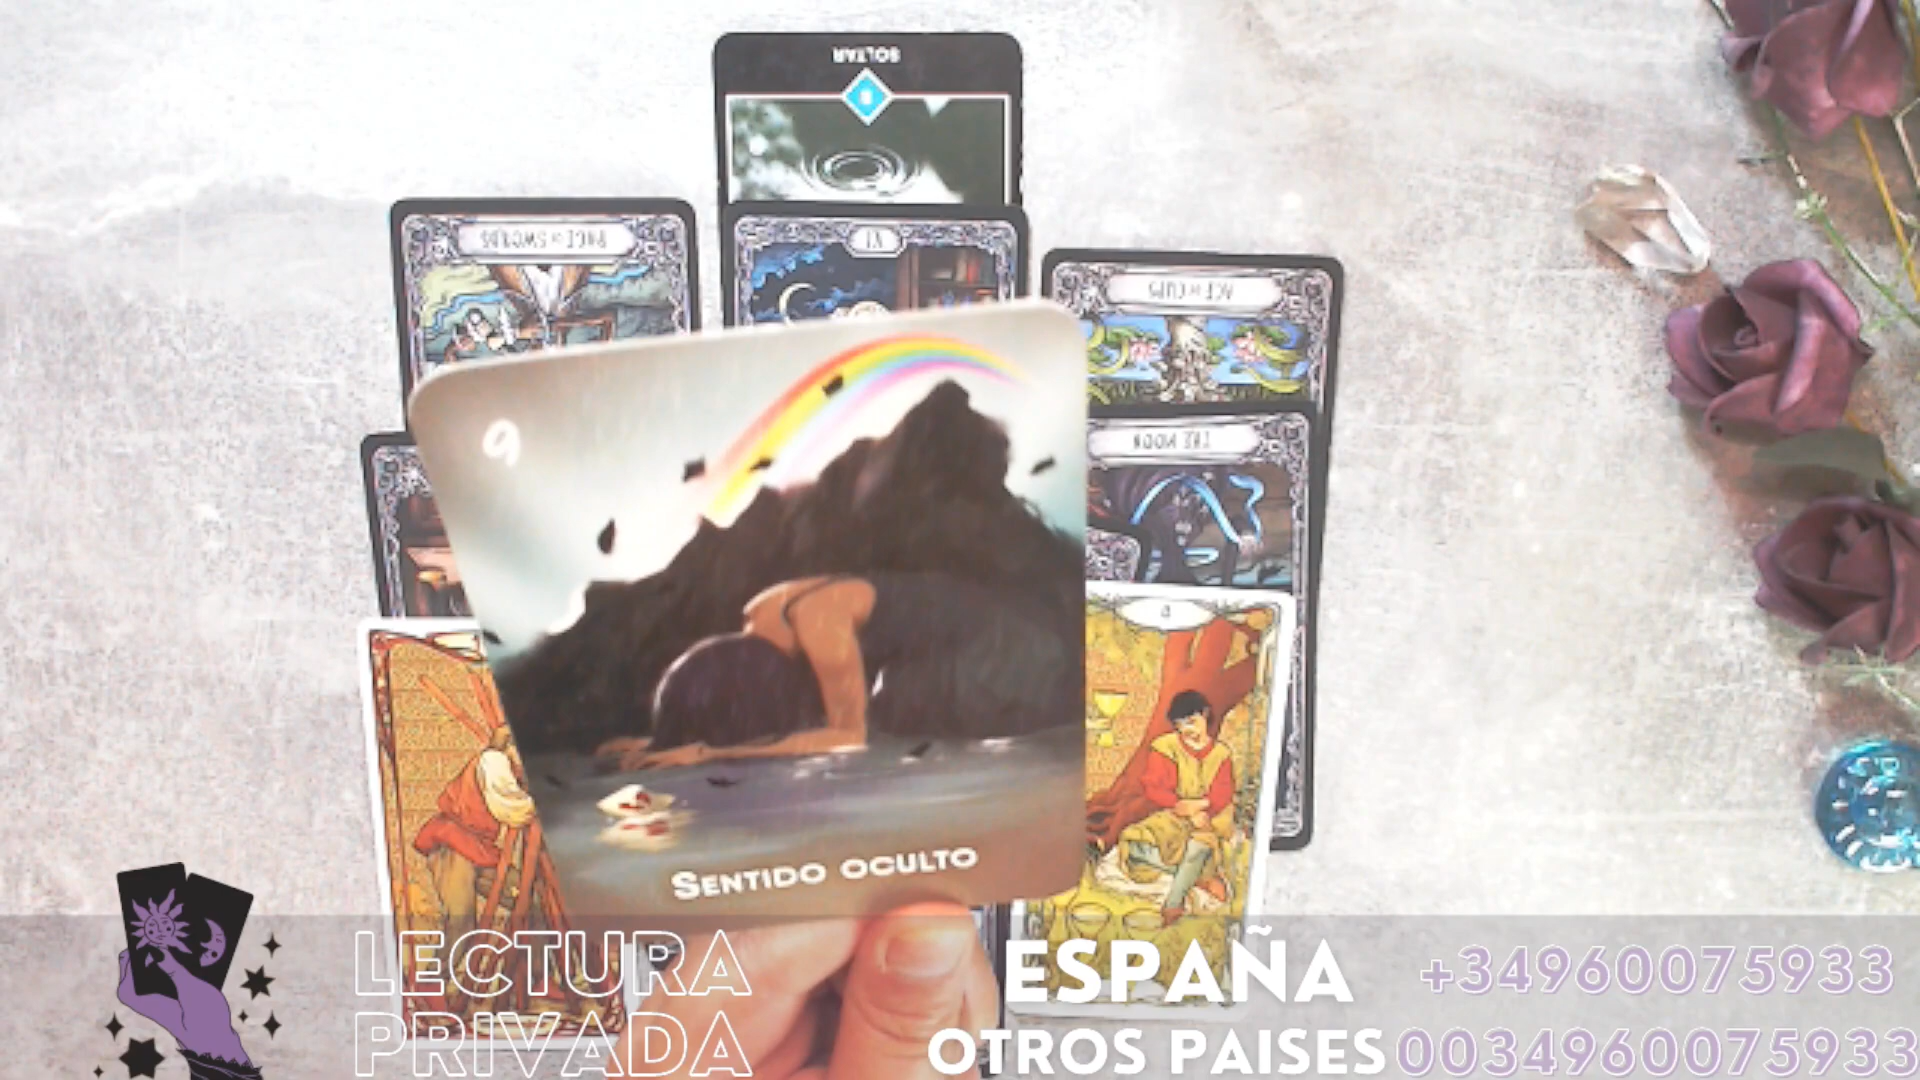 SOLTAR
8
PAGE OF SWORDS
XI
ACE OF CUPS
THE MOON
9
4
SENTIDO OCULTO
LECTURA
PRIVADA
ESPAÑA +34960075933
OTROS PAISES 0034960075933